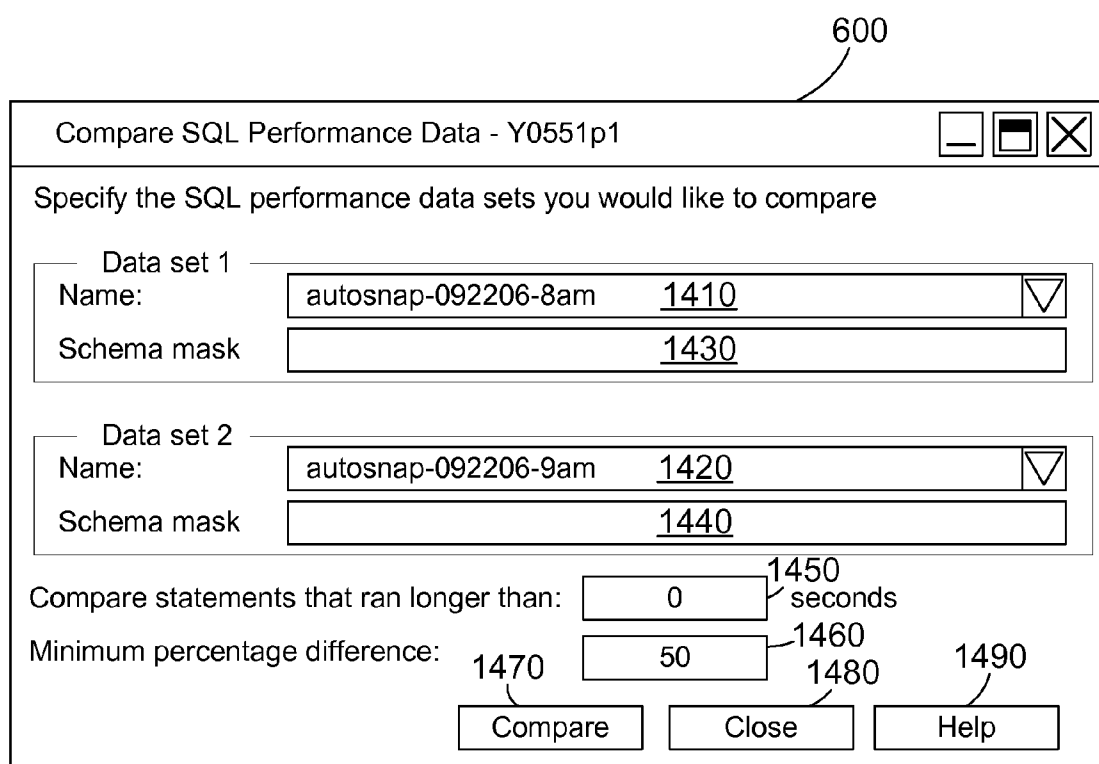 600
Compare SQL Performance Data - Y0551p1
Specify the SQL performance data sets you would like to compare
Data set 1
Name: autosnap-092206-8am 1410
Schema mask 1430
Data set 2
Name: autosnap-092206-9am 1420
Schema mask 1440
Compare statements that ran longer than: 0 1450 seconds
Minimum percentage difference: 50 1460
1470 1480 1490
Compare Close Help